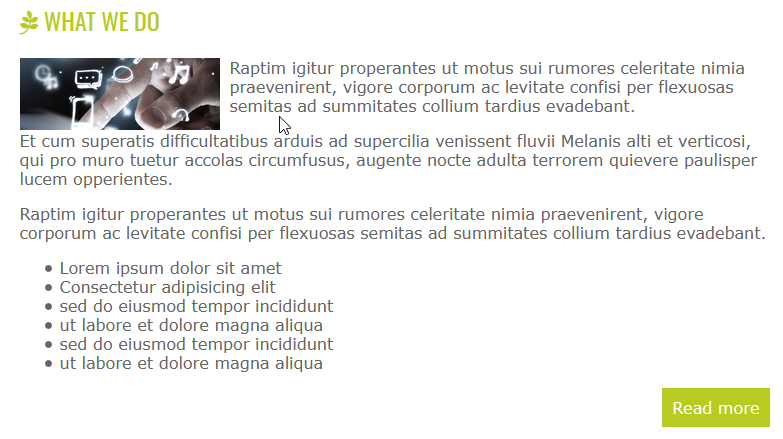 WHAT WE DO
Raptim igitur properantes ut motus sui rumores celeritate nimia
praevenirent, vigore corporum ac levitate confisi per flexuosas
semitas ad summitates collium tardius evadebant.
Et cum superatis difficultatibus arduis ad supercilia venissent fluvii Melanis alti et verticosi,
qui pro muro tuetur accolas circumfusus, augente nocte adulta terrorem quievere paulisper
lucem opperientes.
Raptim igitur properantes ut motus sui rumores celeritate nimia praevenirent, vigore
corporum ac levitate confisi per flexuosas semitas ad summitates collium tardius evadebant.
• Lorem ipsum dolor sit amet
• Consectetur adipisicing elit
• sed do eiusmod tempor incididunt
• ut labore et dolore magna aliqua
• sed do eiusmod tempor incididunt
• ut labore et dolore magna aliqua
Read more